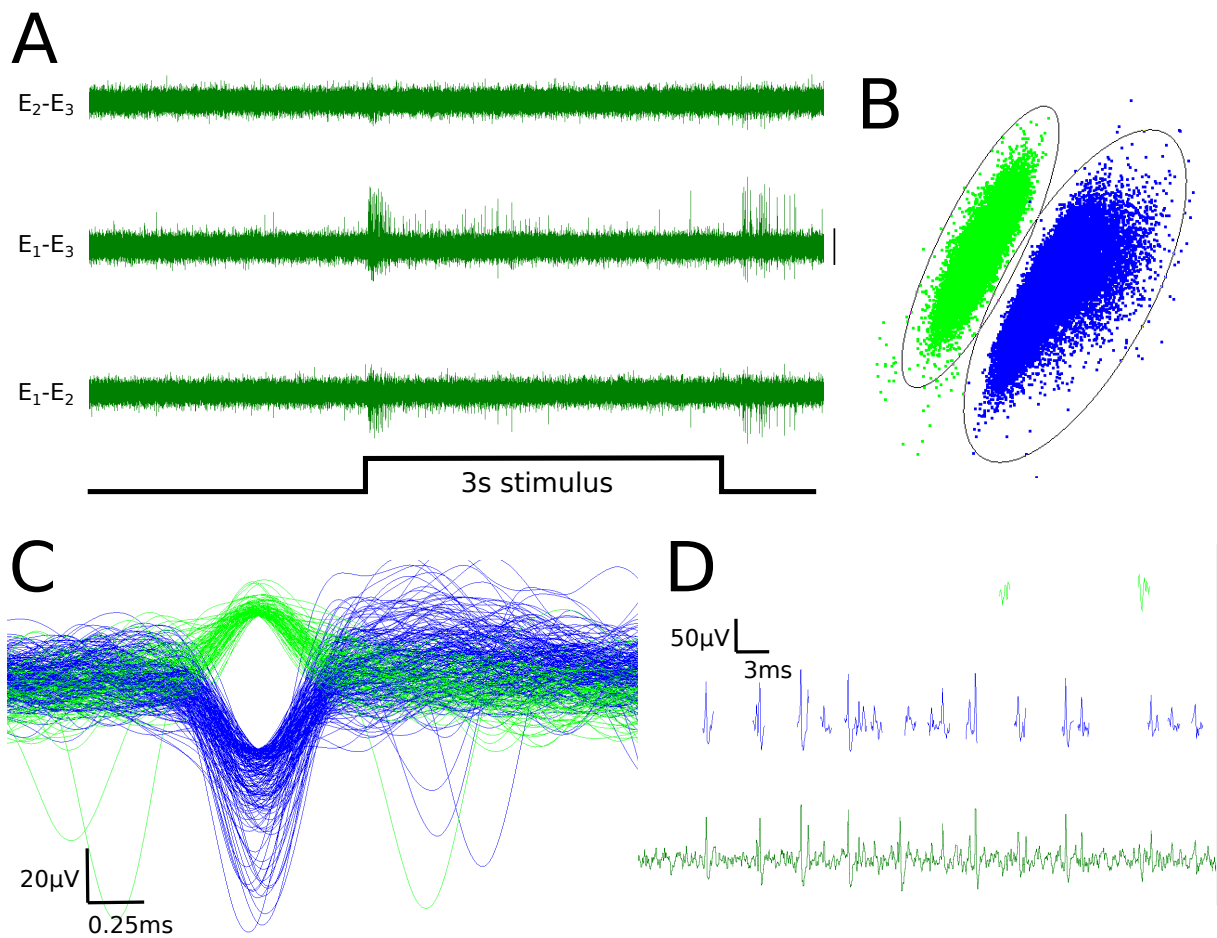 A
E₂-E₃
E₁-E₃
E₁-E₂
3s stimulus
B
C
20µV
0.25ms
D
50µV
3ms